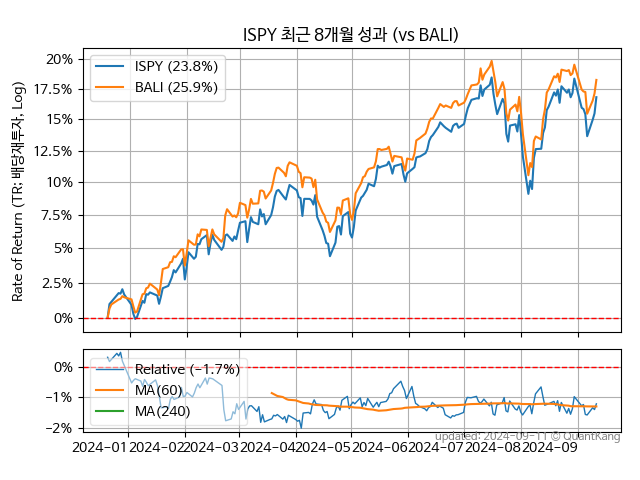 ISPY 최근 8개월 성과 (vs BALI)
Rate of Return (TR: 배당재투자, Log)
20%
17.5%
15%
12.5%
10%
7.5%
5%
2.5%
0%
ISPY (23.8%)
BALI (25.9%)
0%
−1%
−2%
Relative (−1.7%)
MA(60)
MA(240)
2024−01
2024−02
2024−03
2024−04
2024−05
2024−06
2024−07
2024−08
2024−09
updated: 2024−09−11 © QuantKang